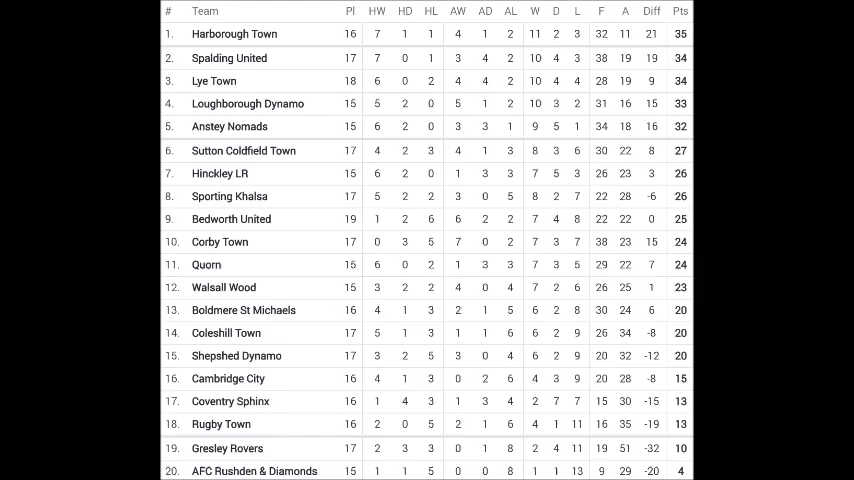 # Team Pl HW HD HL AW AD AL W D L F A Diff Pts
1. Harborough Town 16 7 1 1 4 1 2 11 2 3 32 11 21 35
2. Spalding United 17 7 0 1 3 4 2 10 4 3 38 19 19 34
3. Lye Town 18 6 0 2 4 4 2 10 4 4 28 19 9 34
4. Loughborough Dynamo 15 5 2 0 5 1 2 10 3 2 31 16 15 33
5. Anstey Nomads 15 6 2 0 3 3 1 9 5 1 34 18 16 32
6. Sutton Coldfield Town 17 4 2 3 4 1 3 8 3 6 30 22 8 27
7. Hinckley LR 15 6 2 0 1 3 3 7 5 3 26 23 3 26
8. Sporting Khalsa 17 5 2 2 3 0 5 8 2 7 22 28 -6 26
9. Bedworth United 19 1 2 6 6 2 2 7 4 8 22 22 0 25
10. Corby Town 17 0 3 5 7 0 2 7 3 7 38 23 15 24
11. Quorn 15 6 0 2 1 3 3 7 3 5 29 22 7 24
12. Walsall Wood 15 3 2 2 4 0 4 7 2 6 26 25 1 23
13. Boldmere St Michaels 16 4 1 3 2 1 5 6 2 8 30 24 6 20
14. Coleshill Town 17 5 1 3 1 1 6 6 2 9 26 34 -8 20
15. Shepshed Dynamo 17 3 2 5 3 0 4 6 2 9 20 32 -12 20
16. Cambridge City 16 4 1 3 0 2 6 4 3 9 20 28 -8 15
17. Coventry Sphinx 16 1 4 3 1 3 4 2 7 7 15 30 -15 13
18. Rugby Town 16 2 0 5 2 1 6 4 1 11 16 35 -19 13
19. Gresley Rovers 17 2 3 3 0 1 8 2 4 11 19 51 -32 10
20. AFC Rushden & Diamonds 15 1 1 5 0 0 8 1 1 13 9 29 -20 4